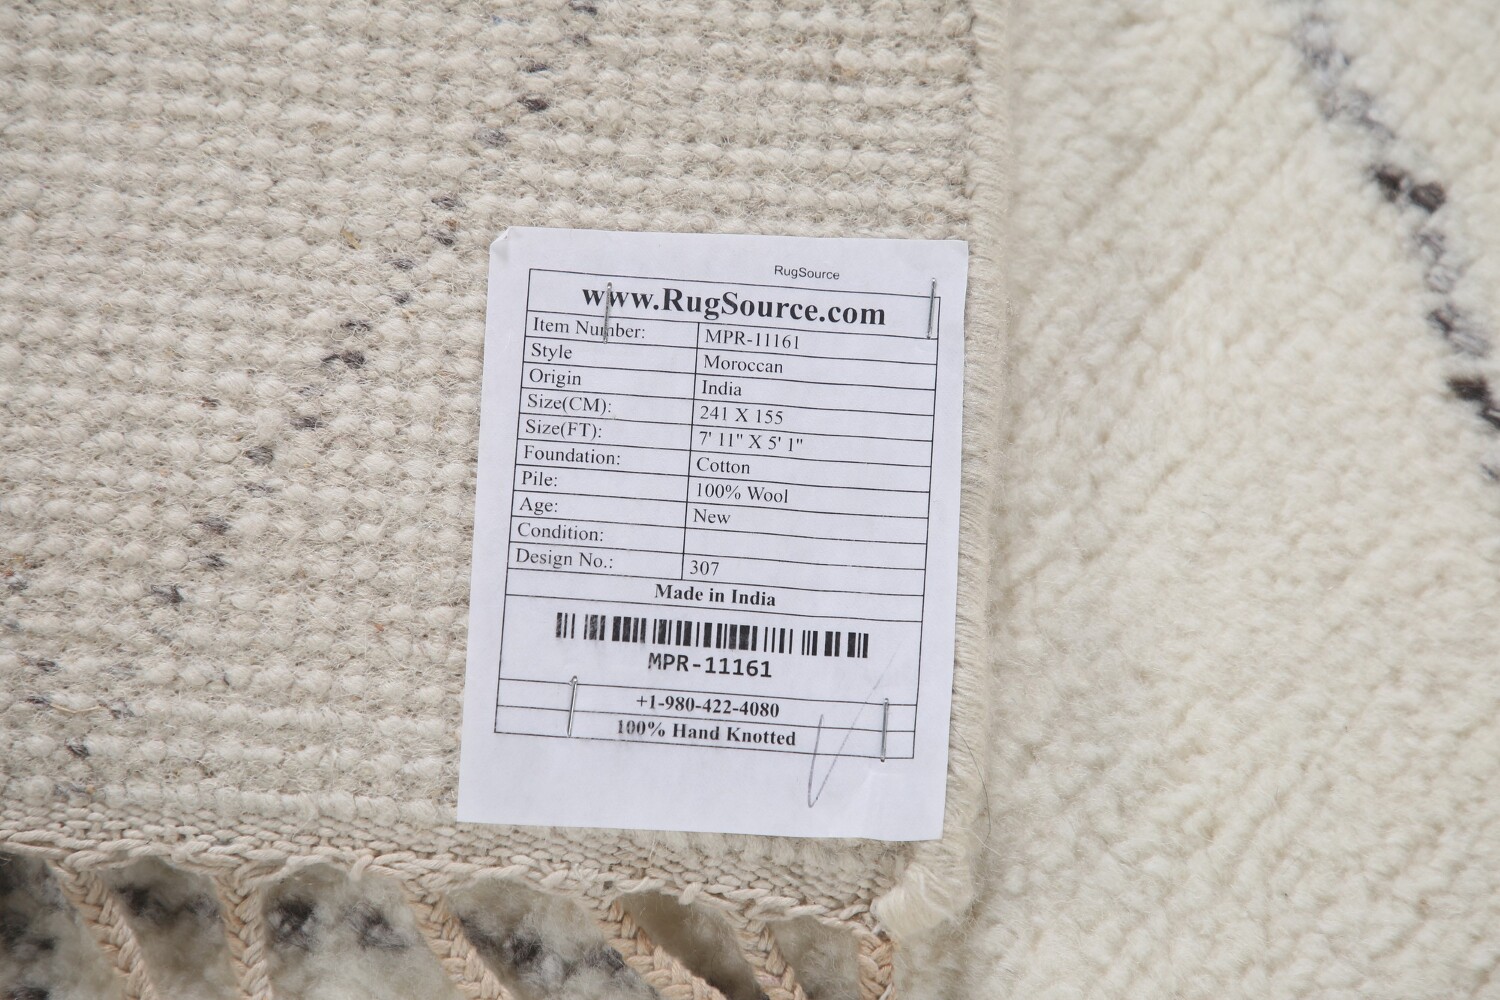 RugSource
www.RugSource.com
Item Number: MPR-11161
Style Moroccan
Origin India
Size(CM): 241 X 155
Size(FT): 7' 11" X 5' 1"
Foundation: Cotton
Pile: 100% Wool
Age: New
Condition:
Design No.: 307
Made in India
MPR-11161
+1-980-422-4080
100% Hand Knotted